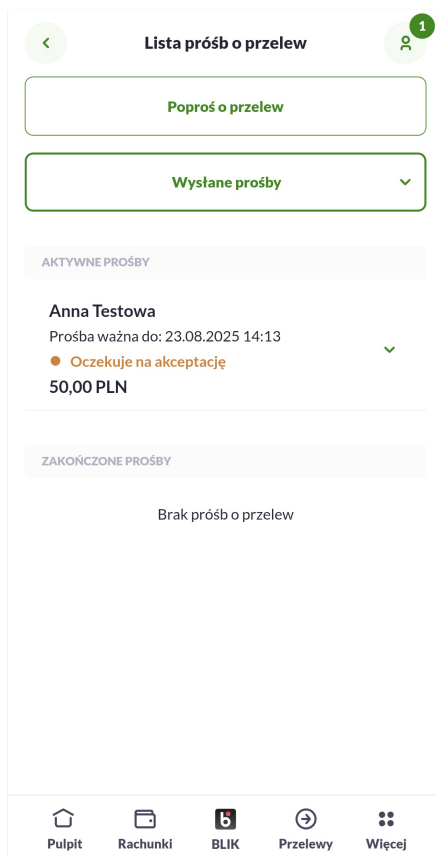 1
Lista próśb o przelew
Poproś o przelew
Wysłane prośby
AKTYWNE PROŚBY
Anna Testowa
Prośba ważna do: 23.08.2025 14:13
Oczekuje na akceptację
50,00 PLN
ZAKOŃCZONE PROŚBY
Brak próśb o przelew
Pulpit Rachunki BLIK Przelewy Więcej